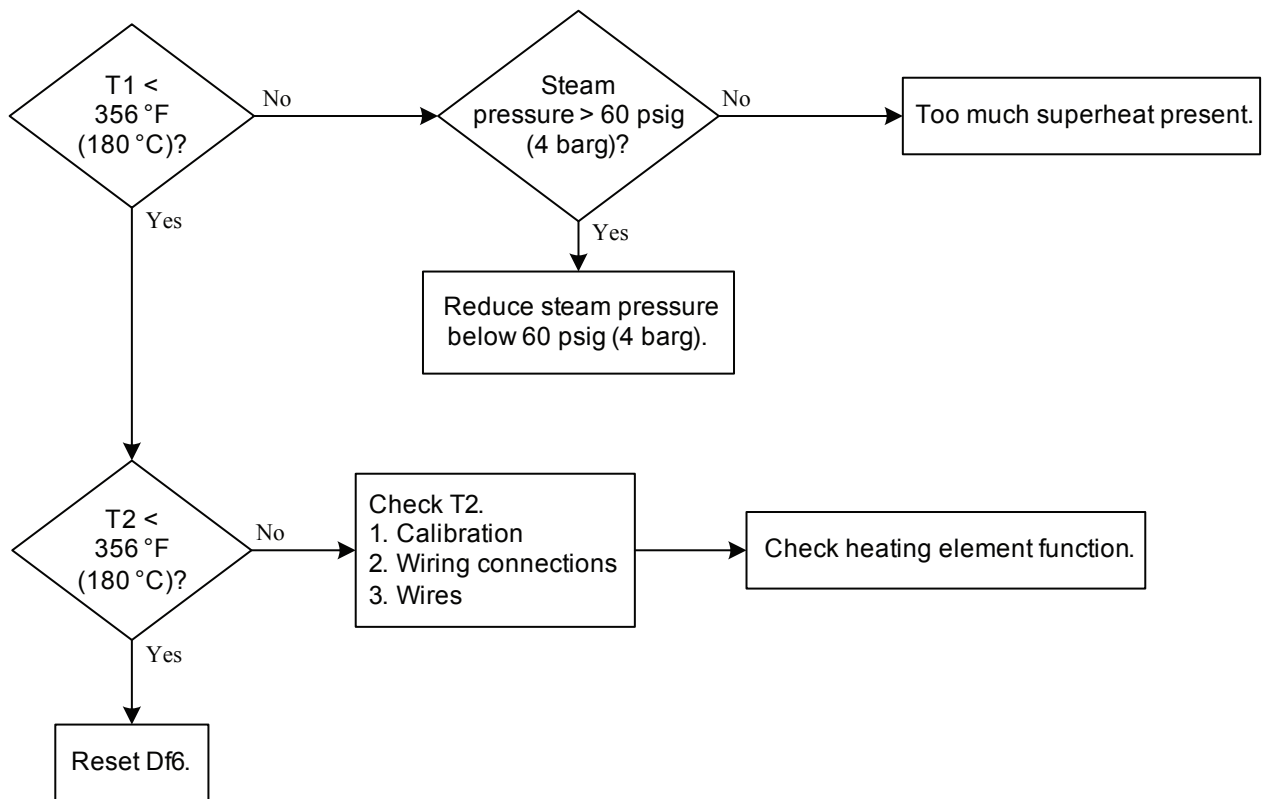 T1 <
356 °F
(180 °C)?
No
Steam
pressure > 60 psig
(4 barg)?
No
Too much superheat present.
Yes
Yes
Reduce steam pressure
below 60 psig (4 barg).
T2 <
356 °F
(180 °C)?
No
Check T2.
1. Calibration
2. Wiring connections
3. Wires
Check heating element function.
Yes
Reset Df6.